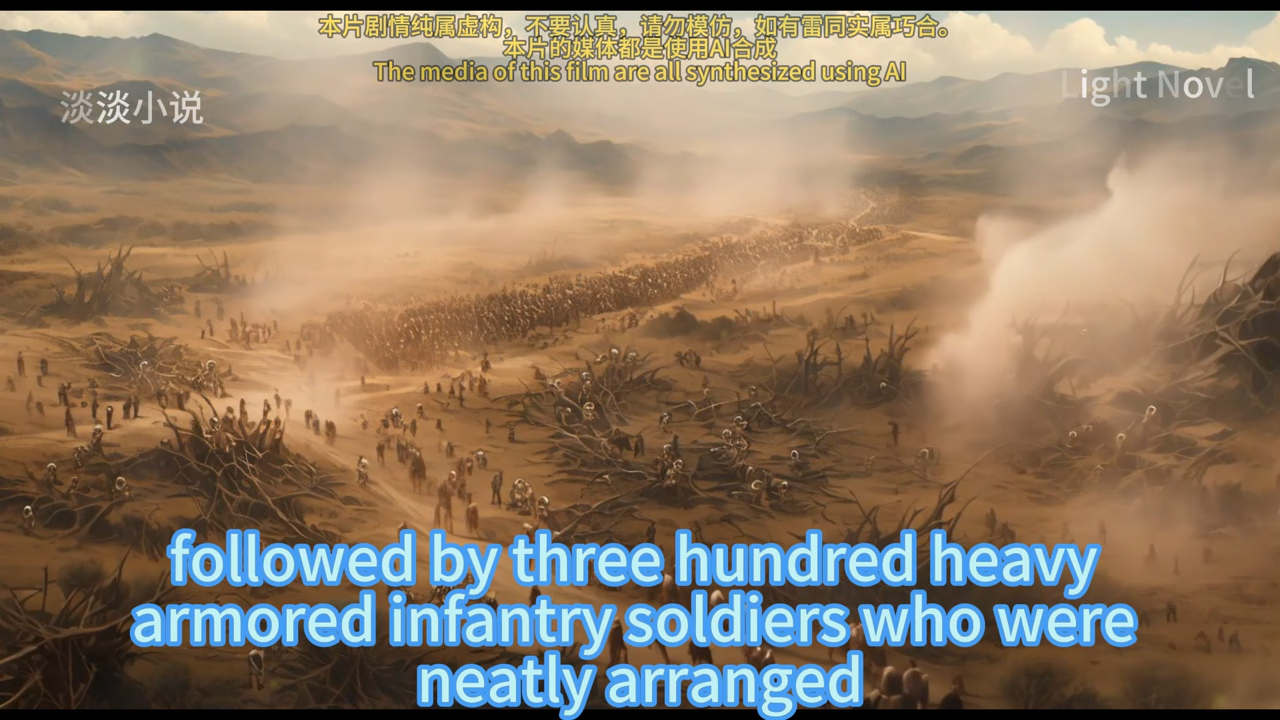 本片剧情纯属虚构，不要认真，请勿模仿，如有雷同实属巧合。
本片的媒体都是使用AI合成
The media of this film are all synthesized using AI
淡淡小说
Light Novel
followed by three hundred heavy
armored infantry soldiers who were
neatly arranged